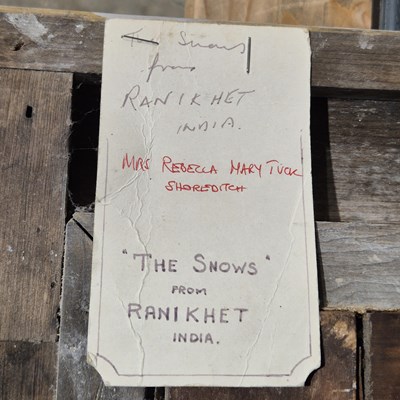 The Snows
from
RANIKHET
INDIA.
MRS REBECCA MARY TUCK
SHOREDITCH
"THE SNOWS"
FROM
RANIKHET
INDIA.